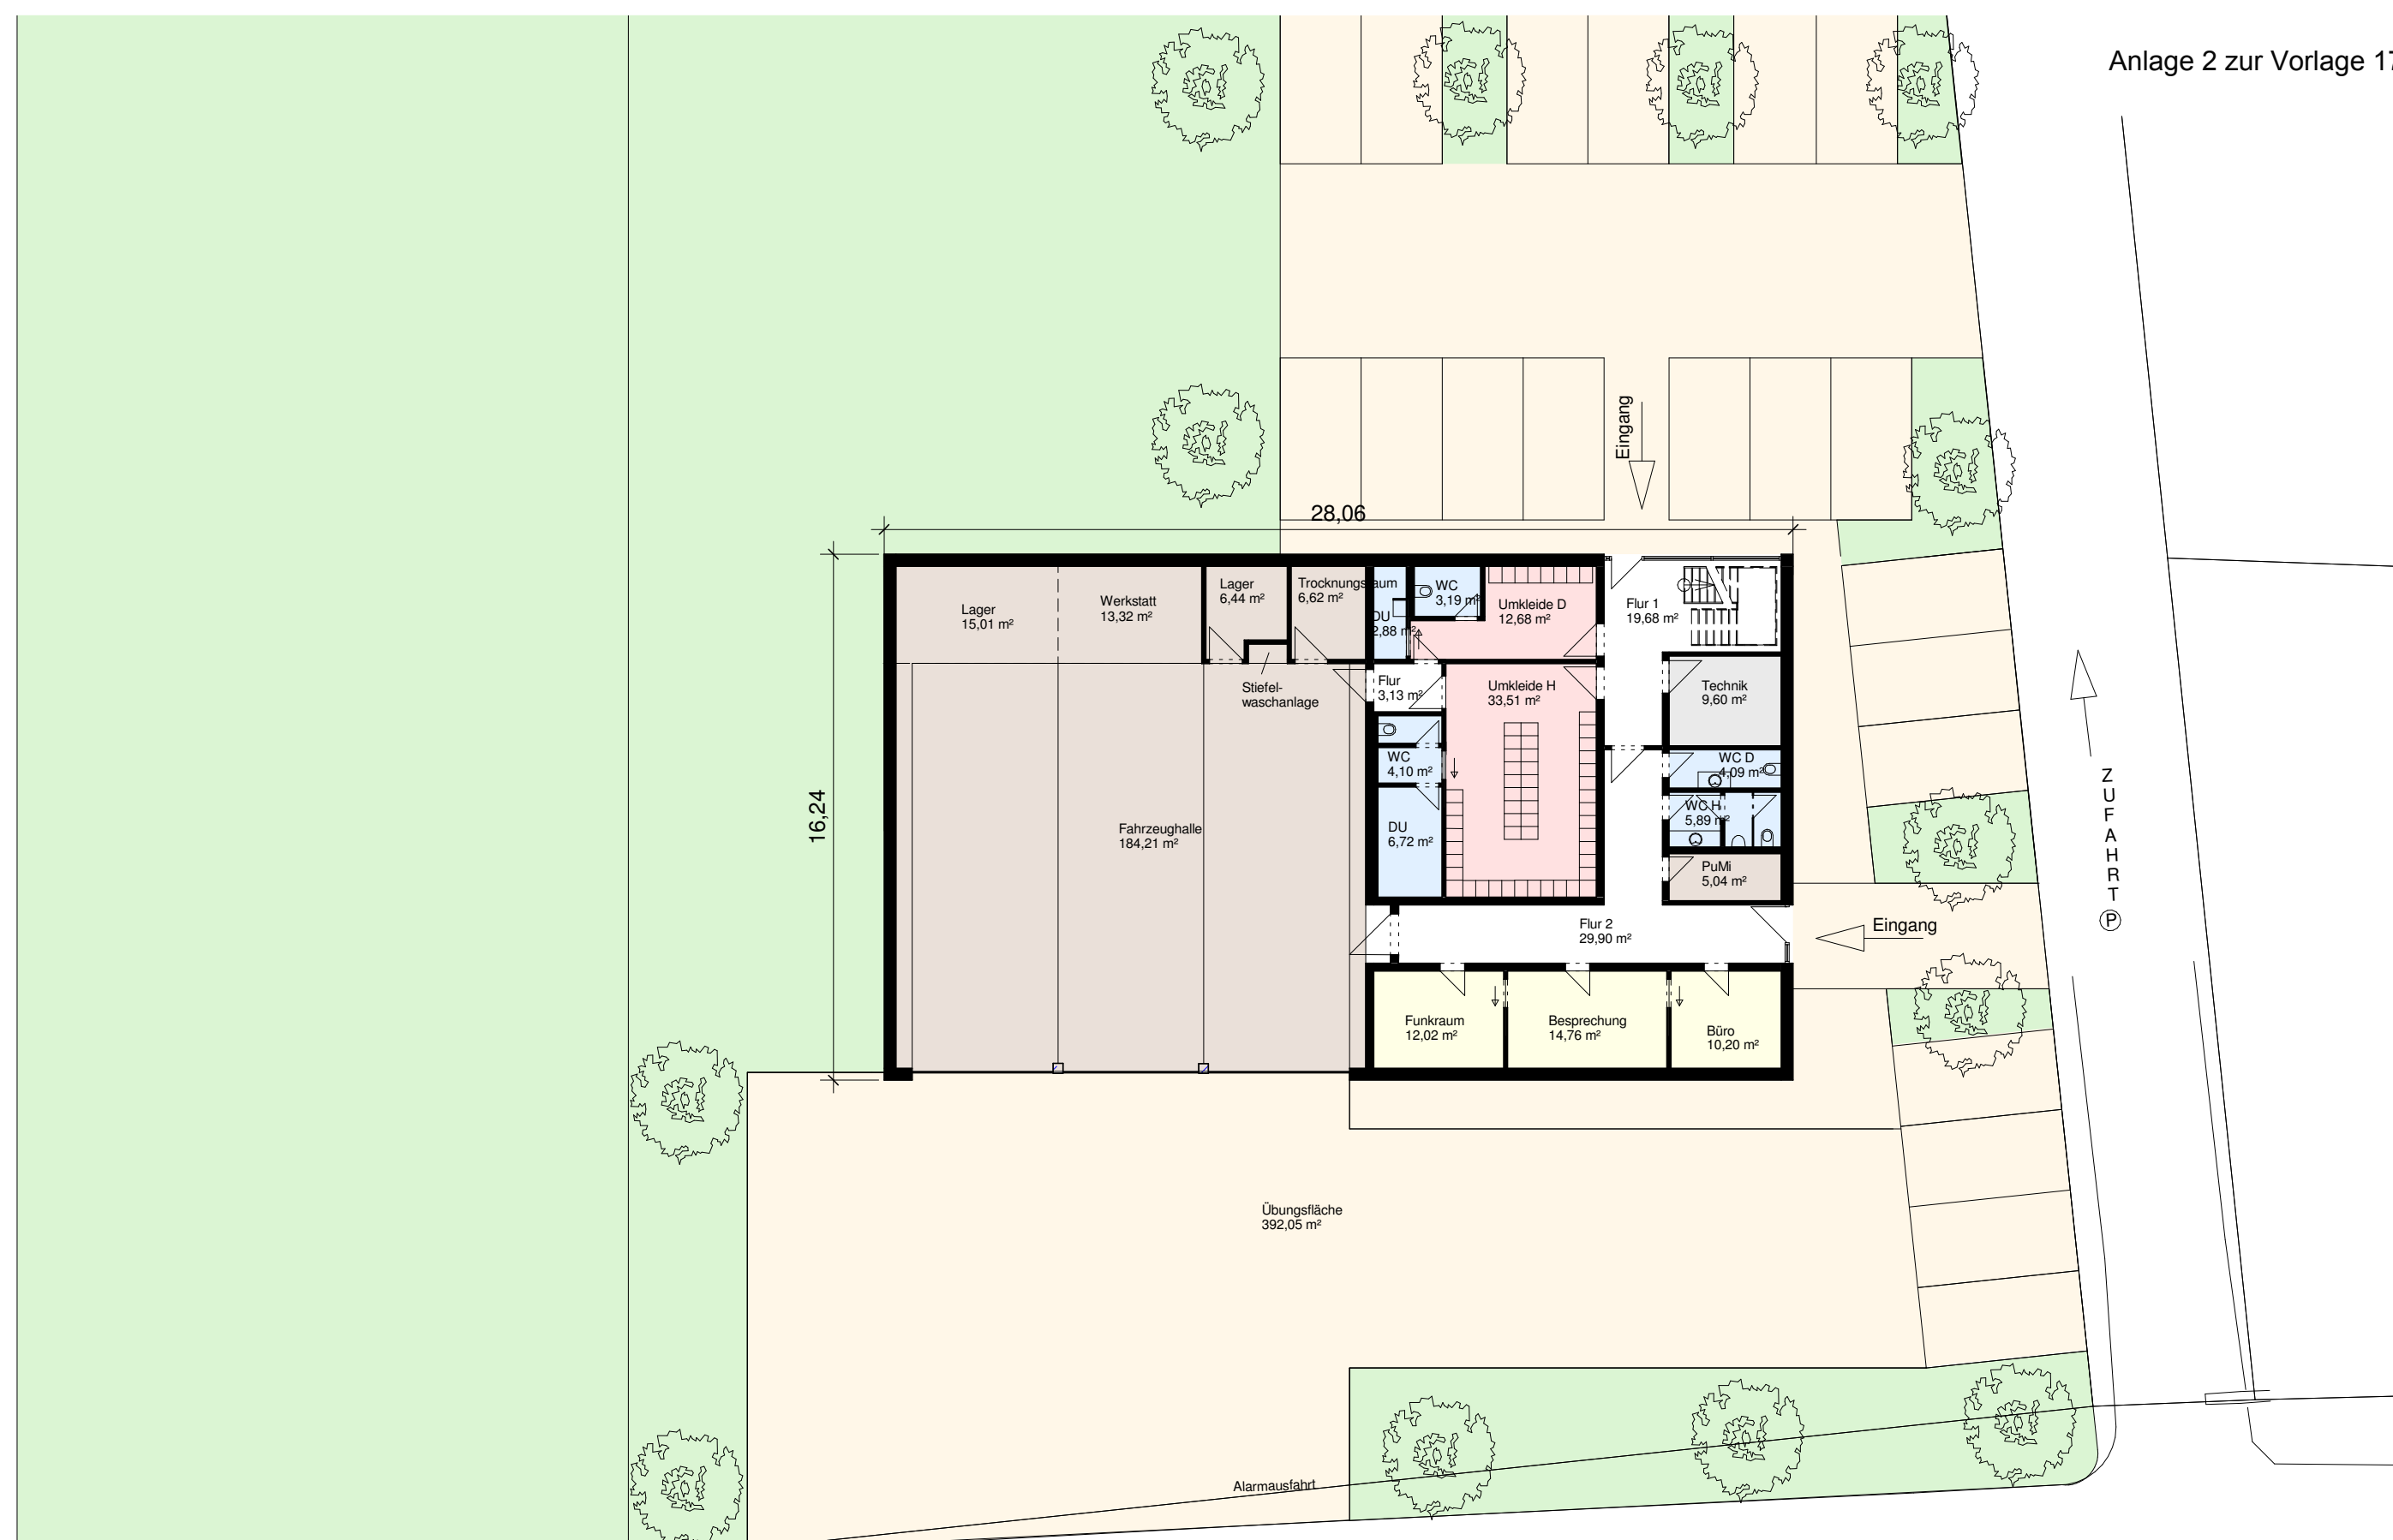 Anlage 2 zur Vorlage 17
Eingang
28,06
16,24
Lager
15,01 m²
Werkstatt
13,32 m²
Lager
6,44 m²
Trocknungsraum
6,62 m²
DU
2,88 m²
WC
3,19 m²
Umkleide D
12,68 m²
Flur 1
19,68 m²
Stiefel-
waschanlage
Flur
3,13 m²
Umkleide H
33,51 m²
Technik
9,60 m²
WC
4,10 m²
WC D
4,09 m²
WC H
5,89 m²
Fahrzeughalle
184,21 m²
DU
6,72 m²
PuMi
5,04 m²
Flur 2
29,90 m²
Eingang
ZUFAHRT
P
Funkraum
12,02 m²
Besprechung
14,76 m²
Büro
10,20 m²
Übungsfläche
392,05 m²
Alarmausfahrt